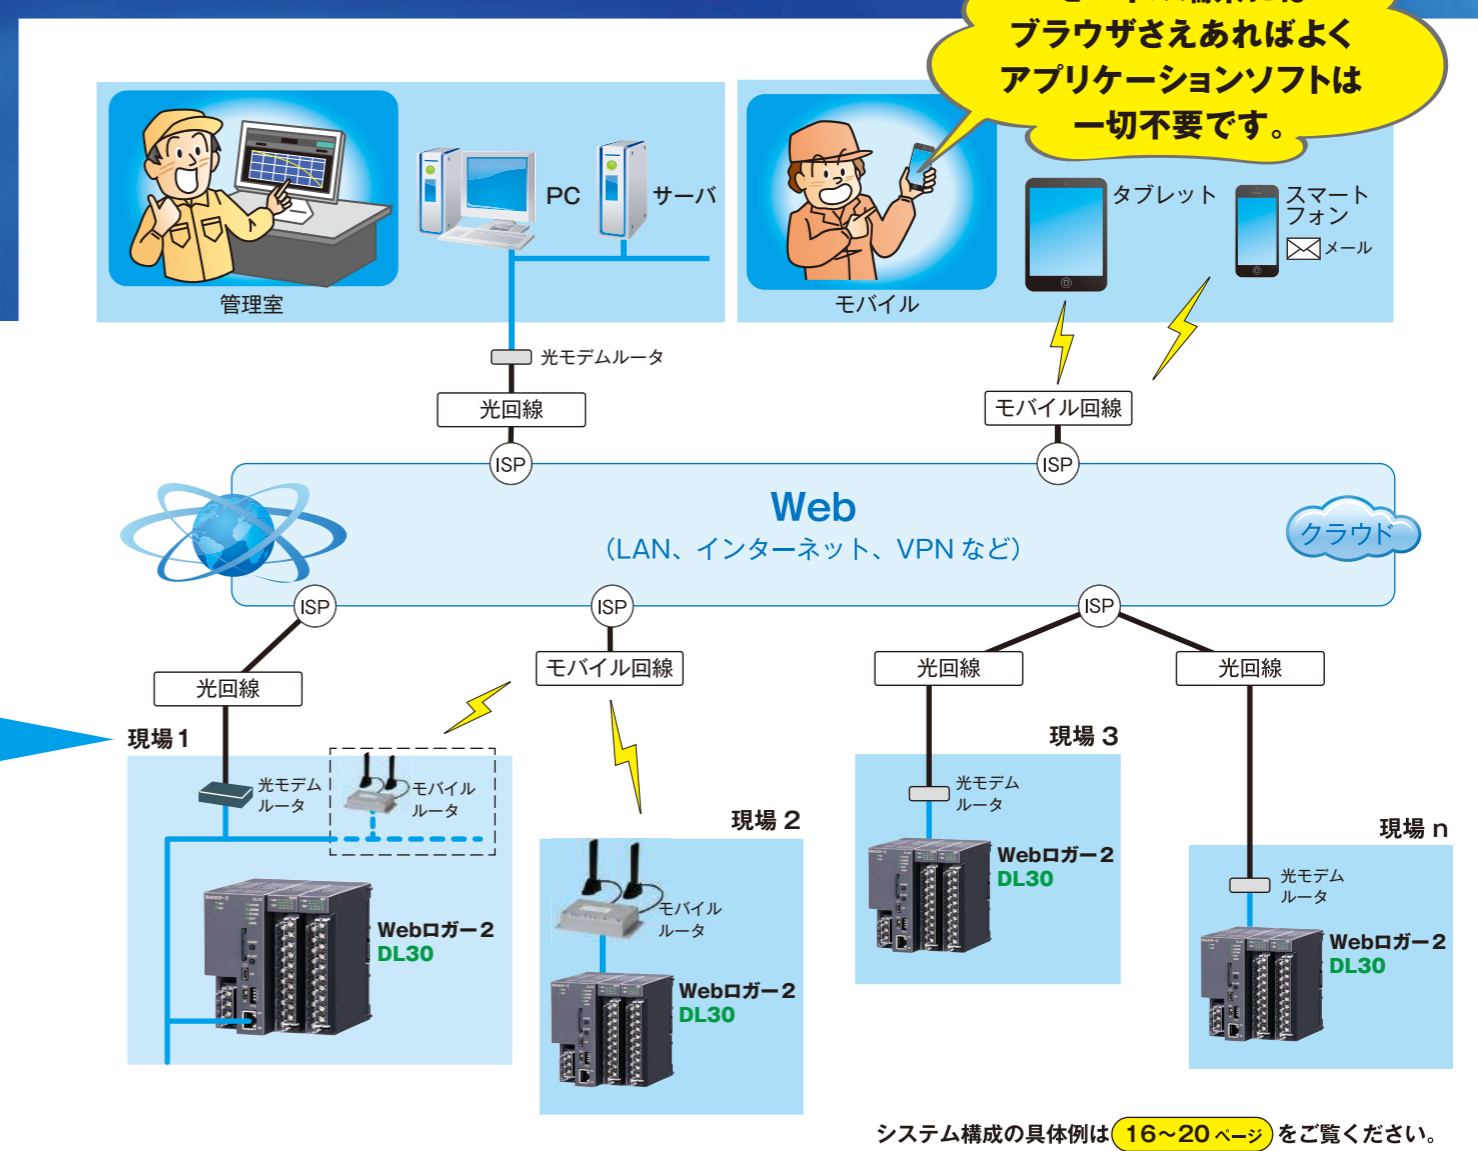 ブラウザさえあればよく
アプリケーションソフトは
一切不要です。
PC
サーバ
管理室
タブレット
スマート
フォン
メール
モバイル
光モデムルータ
光回線
モバイル回線
ISP
ISP
Web
（LAN、インターネット、VPN など）
クラウド
ISP
ISP
ISP
光回線
モバイル回線
光回線
光回線
現場1
光モデム
ルータ
モバイル
ルータ
Webロガー2
DL30
現場 2
モバイル
ルータ
Webロガー2
DL30
現場 3
光モデム
ルータ
Webロガー2
DL30
現場 n
光モデム
ルータ
Webロガー2
DL30
システム構成の具体例は 16～20 ページ をご覧ください。